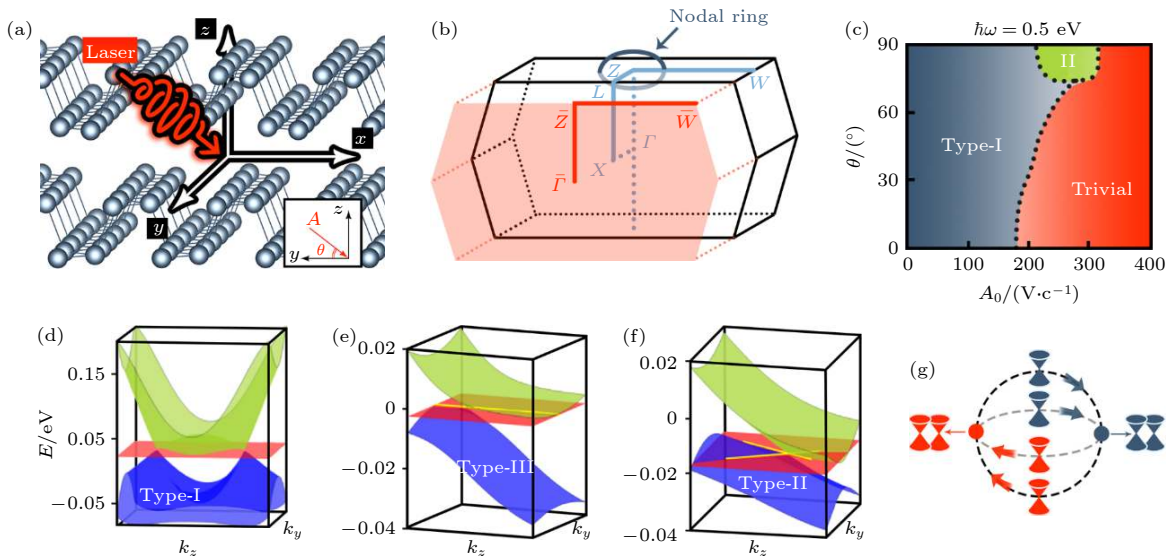 (a)
Laser
z
x
y
A
z
y
θ
(b)
Nodal ring
Z
W
L
Z̄
W̄
Γ
X
Γ̄
(c)
ħω = 0.5 eV
90
60
30
0
θ/(°)
II
Type-I
Trivial
0 100 200 300 400
A₀/(V·c⁻¹)
(d)
E/eV
0.15
0.05
−0.05
Type-I
k_z
k_y
(e)
0.02
0
−0.02
−0.04
Type-III
k_z
k_y
(f)
0.02
0
−0.02
−0.04
Type-II
k_z
k_y
(g)